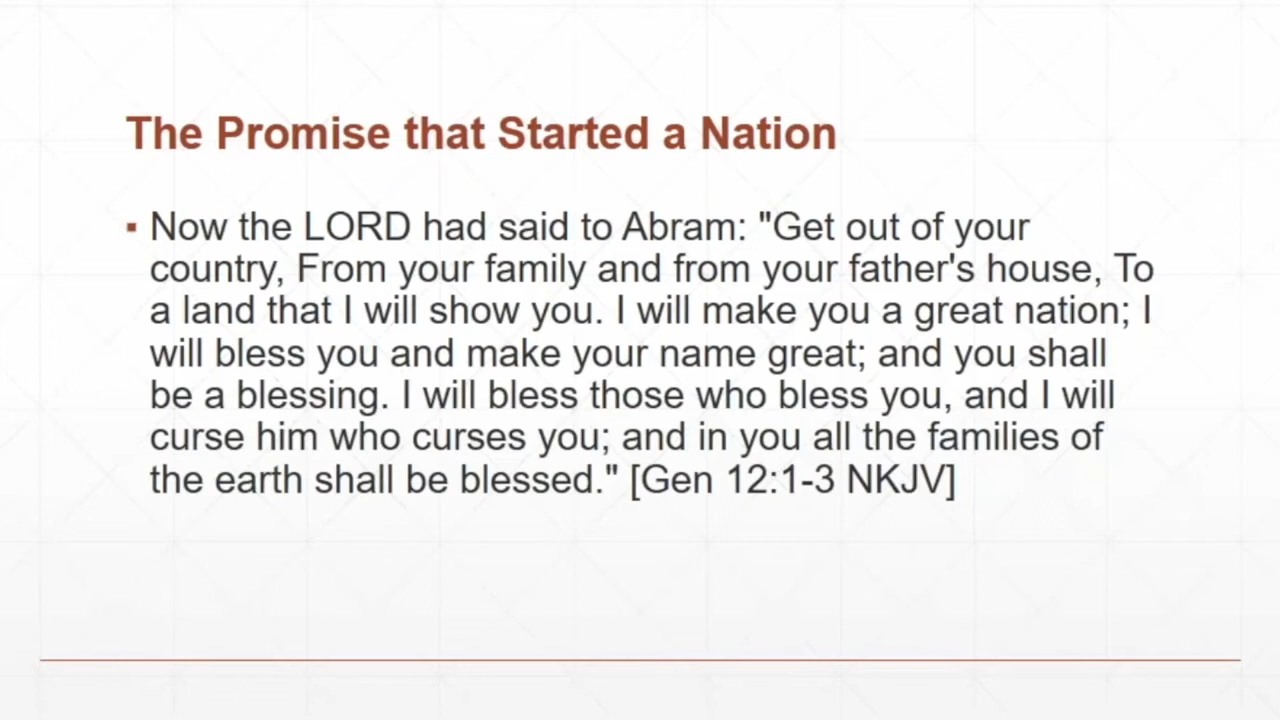 The Promise that Started a Nation
▪ Now the LORD had said to Abram: "Get out of your
country, From your family and from your father's house, To
a land that I will show you. I will make you a great nation; I
will bless you and make your name great; and you shall
be a blessing. I will bless those who bless you, and I will
curse him who curses you; and in you all the families of
the earth shall be blessed." [Gen 12:1-3 NKJV]